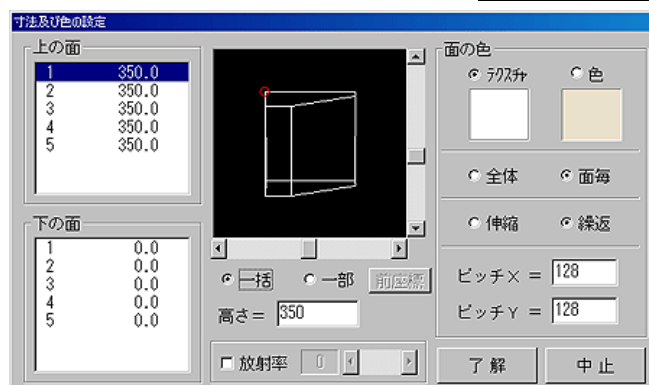 寸法及び色の設定
上の面
1 350.0
2 350.0
3 350.0
4 350.0
5 350.0
下の面
1 0.0
2 0.0
3 0.0
4 0.0
5 0.0
一括 一部 前座標
高さ= 350
放射率 0
面の色
テクスチャ 色
全体 面毎
伸縮 繰返
ピッチX = 128
ピッチY = 128
了解 中止